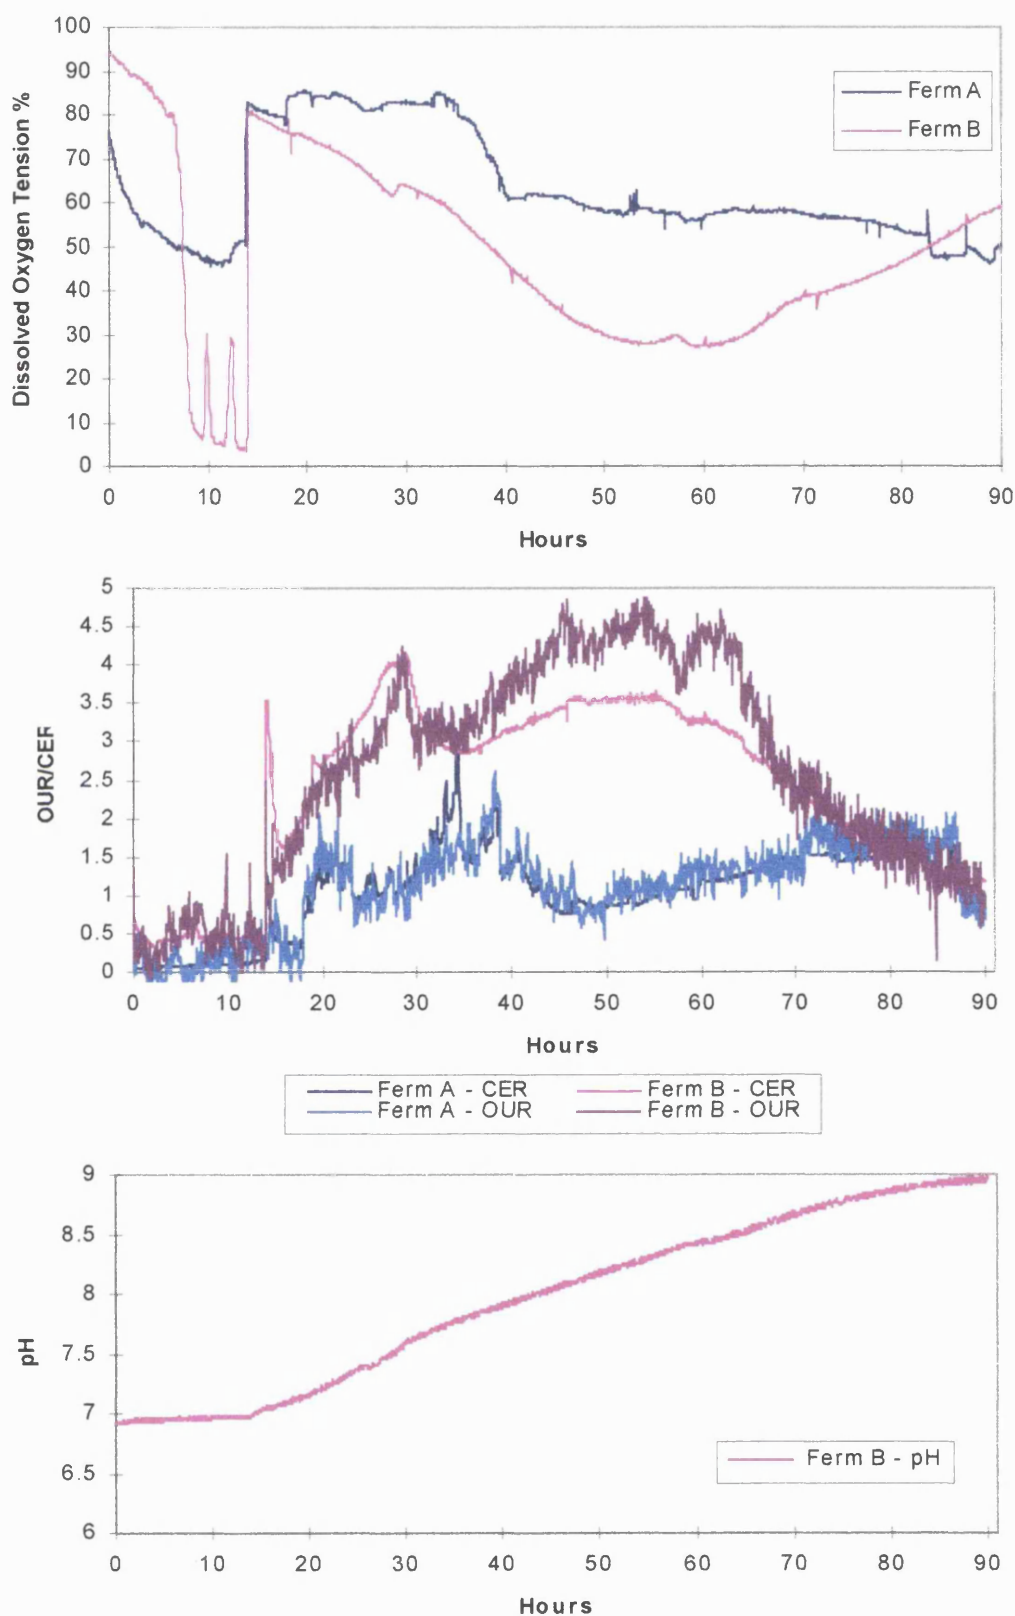 100
90
80
70
60
50
40
30
20
10
0
Dissolved Oxygen Tension %
Ferm A
Ferm B
0 10 20 30 40 50 60 70 80 90
Hours
5
4.5
4
3.5
3
2.5
2
1.5
1
0.5
0
OUR/CER
0 10 20 30 40 50 60 70 80 90
Hours
Ferm A - CER Ferm B - CER
Ferm A - OUR Ferm B - OUR
9
8.5
8
7.5
7
6.5
6
pH
Ferm B - pH
0 10 20 30 40 50 60 70 80 90
Hours